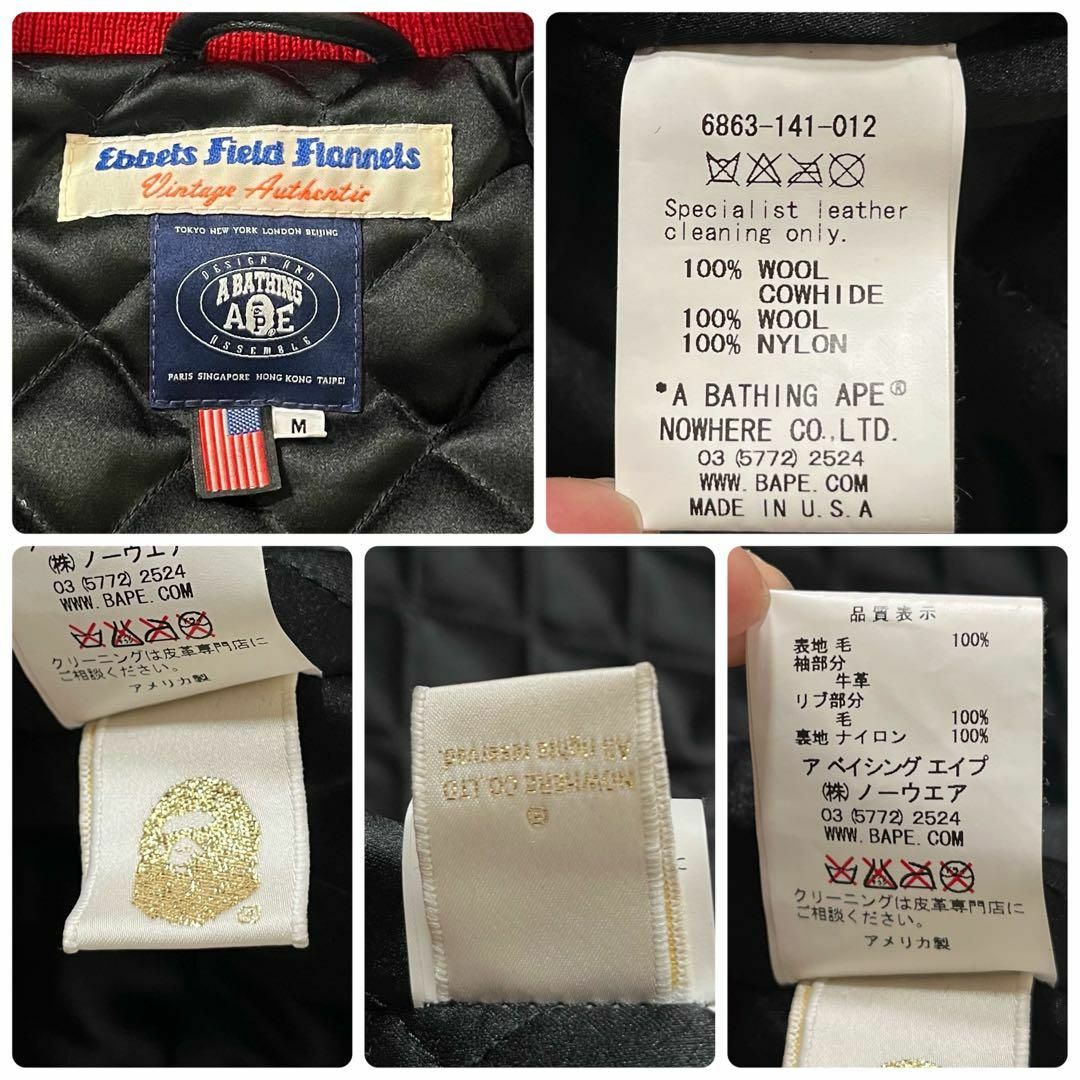 Ebbets Field Flannels
Vintage Authentic
TOKYO NEW YORK LONDON BEIJING
DESIGN AND
A BATHING
APE
ASSEMBLE
PARIS SINGAPORE HONG KONG TAIPEI
M
6863-141-012
Specialist leather
cleaning only.
100% WOOL
COWHIDE
100% WOOL
100% NYLON
*A BATHING APE®
NOWHERE CO.,LTD.
03 (5772) 2524
WWW.BAPE.COM
MADE IN U.S.A
㈱ ノーウエア
03 (5772) 2524
WWW.BAPE.COM
クリーニングは皮革専門店に
ご相談ください。
アメリカ製
®
®
NOWHERE CO.LTD
All rights reserved.
品質表示
表地 毛 100%
袖部分
牛革
リブ部分
毛 100%
裏地 ナイロン 100%
ア ベイシング エイプ
㈱ ノーウエア
03 (5772) 2524
WWW.BAPE.COM
クリーニングは皮革専門店に
ご相談ください。
アメリカ製